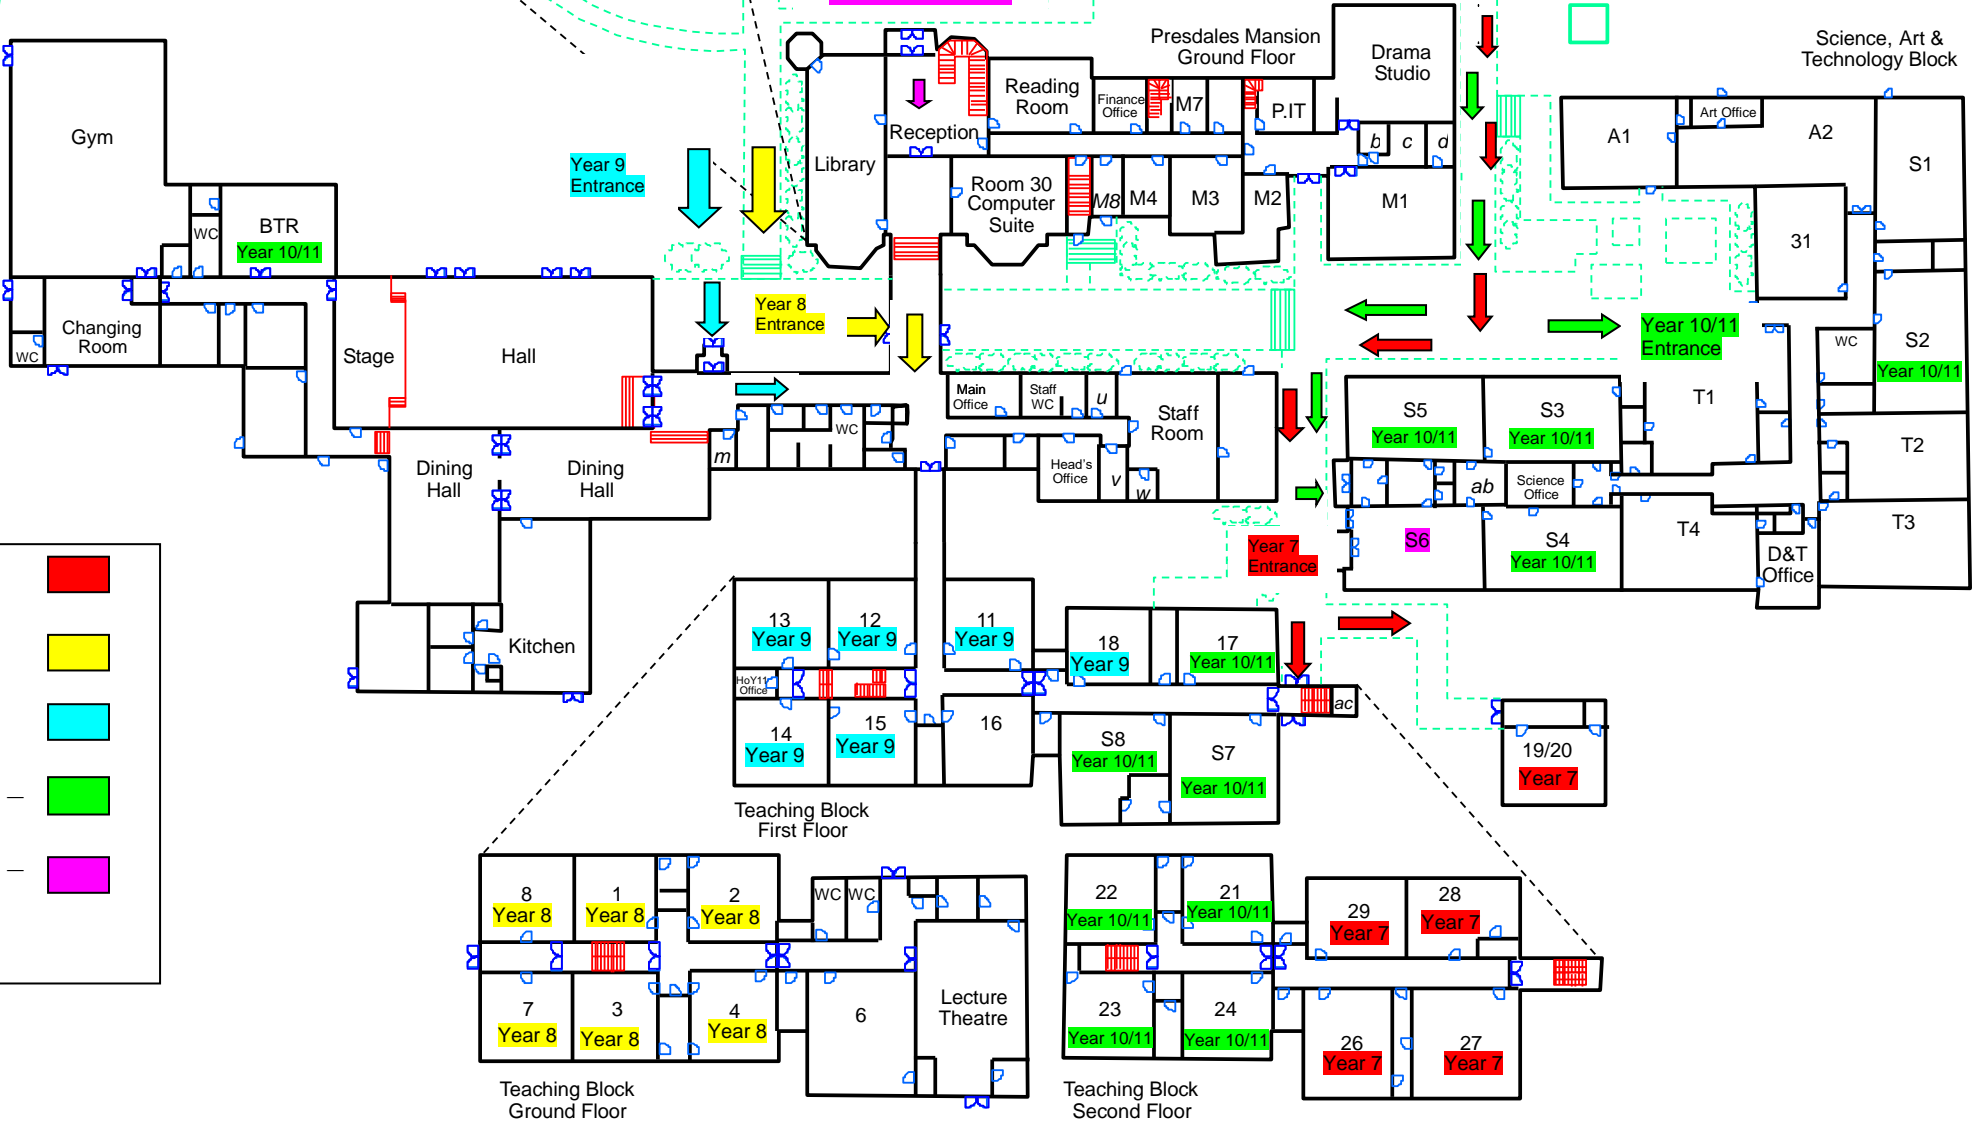 Presdales Mansion
Ground Floor
Science, Art &
Technology Block
Gym
WC
BTR
Year 10/11
Changing
Room
WC
Stage
Hall
Dining
Hall
Dining
Hall
Kitchen
Year 9
Entrance
Year 8
Entrance
Library
Reception
Reading
Room
Finance
Office
M7
P.IT
Drama
Studio
b
c
d
Room 30
Computer
Suite
M8
M4
M3
M2
M1
A1
Art Office
A2
S1
31
Year 10/11
Entrance
WC
S2
Year 10/11
T1
T2
T3
T4
D&T
Office
S5
Year 10/11
S3
Year 10/11
ab
Science
Office
S6
S4
Year 10/11
Main
Office
Staff
WC
u
Staff
Room
Head's
Office
v
w
m
WC
Year 7
Entrance
13
Year 9
12
Year 9
11
Year 9
18
Year 9
17
Year 10/11
HoY11
Office
14
Year 9
15
Year 9
16
S8
Year 10/11
S7
Year 10/11
ac
19/20
Year 7
Teaching Block
First Floor
8
Year 8
1
Year 8
2
Year 8
WC
WC
7
Year 8
3
Year 8
4
Year 8
6
Lecture
Theatre
Teaching Block
Ground Floor
22
Year 10/11
21
Year 10/11
29
Year 7
28
Year 7
23
Year 10/11
24
Year 10/11
26
Year 7
27
Year 7
Teaching Block
Second Floor